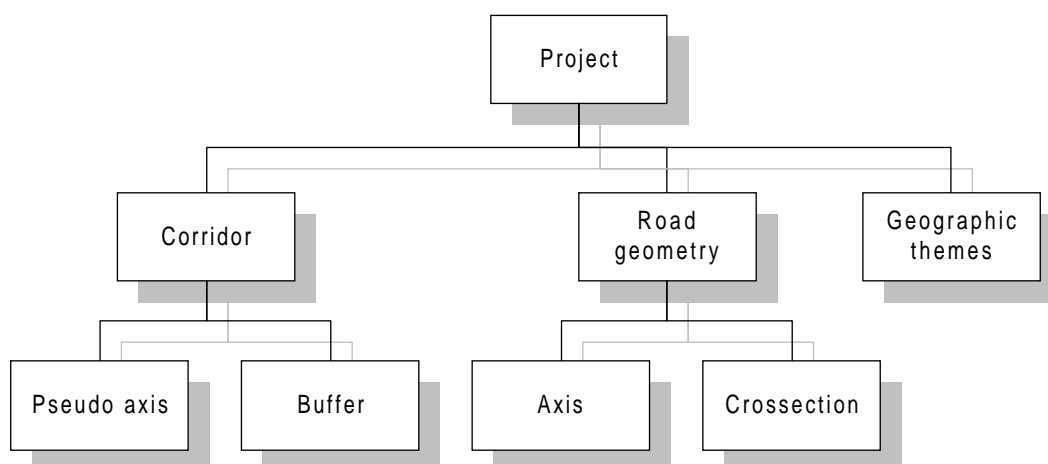 Project
Corridor
Road
geometry
Geographic
themes
Pseudo axis
Buffer
Axis
Crossection